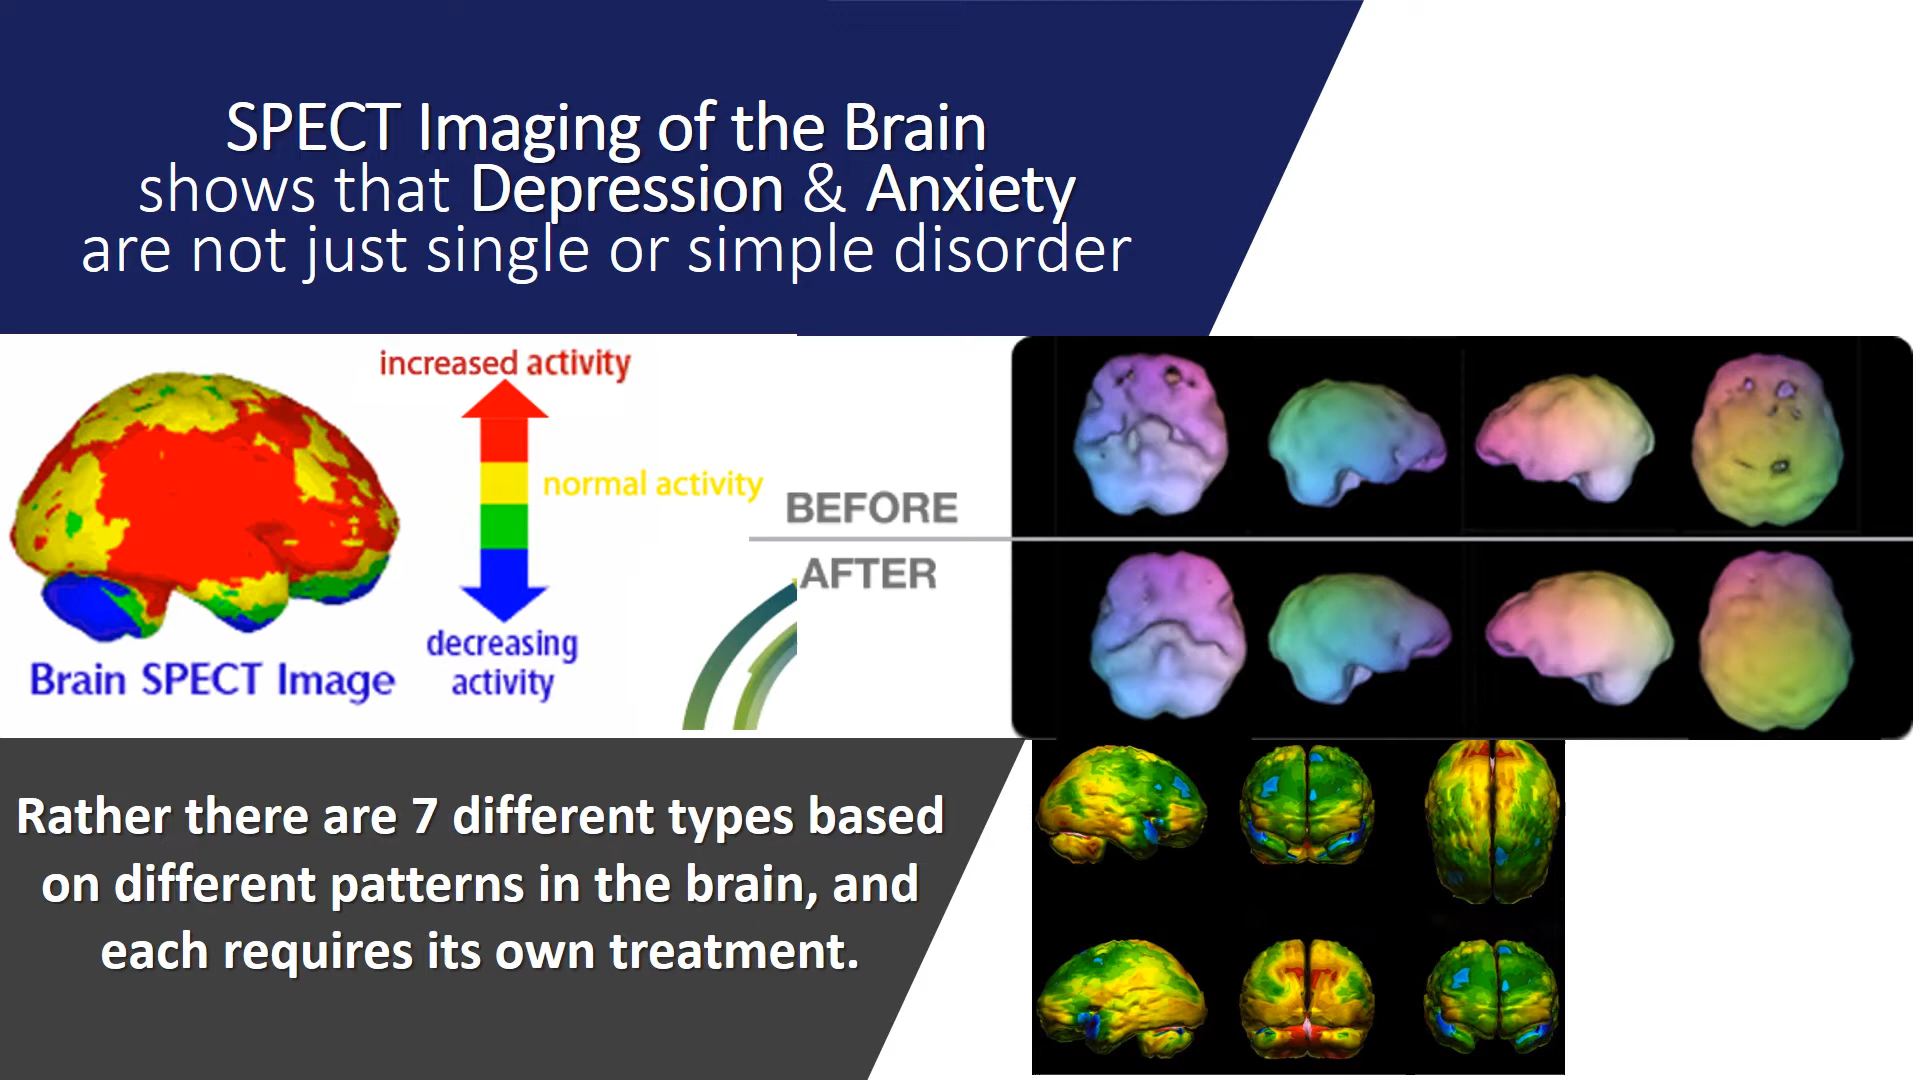 SPECT Imaging of the Brain
shows that Depression & Anxiety
are not just single or simple disorder
increased activity
normal activity
decreasing
activity
Brain SPECT Image
BEFORE
AFTER
Rather there are 7 different types based
on different patterns in the brain, and
each requires its own treatment.